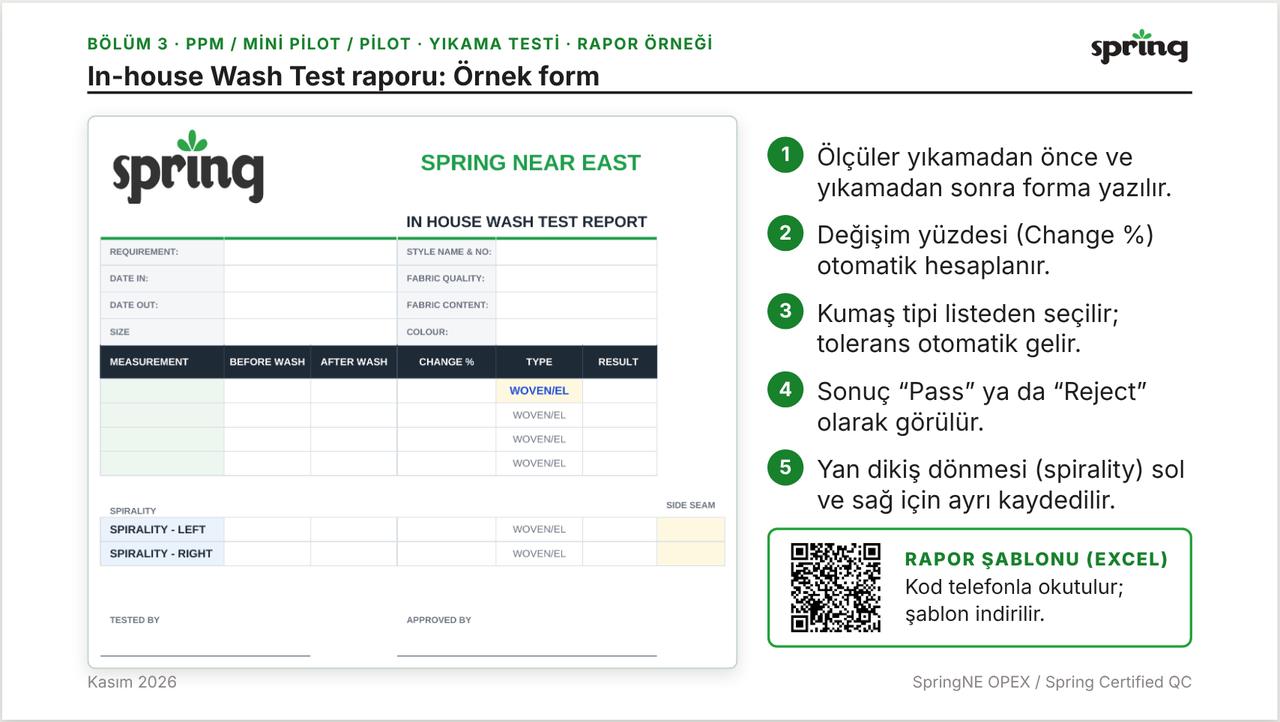 BÖLÜM 3 · PPM / MİNİ PİLOT / PİLOT · YIKAMA TESTİ · RAPOR ÖRNEĞİ
spring
In-house Wash Test raporu: Örnek form
spring
SPRING NEAR EAST
IN HOUSE WASH TEST REPORT
REQUIREMENT: STYLE NAME & NO:
DATE IN: FABRIC QUALITY:
DATE OUT: FABRIC CONTENT:
SIZE COLOUR:
MEASUREMENT BEFORE WASH AFTER WASH CHANGE % TYPE RESULT
WOVEN/EL
WOVEN/EL
WOVEN/EL
WOVEN/EL
SPIRALITY SIDE SEAM
SPIRALITY - LEFT WOVEN/EL
SPIRALITY - RIGHT WOVEN/EL
TESTED BY APPROVED BY
1 Ölçüler yıkamadan önce ve
yıkamadan sonra forma yazılır.
2 Değişim yüzdesi (Change %)
otomatik hesaplanır.
3 Kumaş tipi listeden seçilir;
tolerans otomatik gelir.
4 Sonuç “Pass” ya da “Reject”
olarak görülür.
5 Yan dikiş dönmesi (spirality) sol
ve sağ için ayrı kaydedilir.
RAPOR ŞABLONU (EXCEL)
Kod telefonla okutulur;
şablon indirilir.
Kasım 2026
SpringNE OPEX / Spring Certified QC